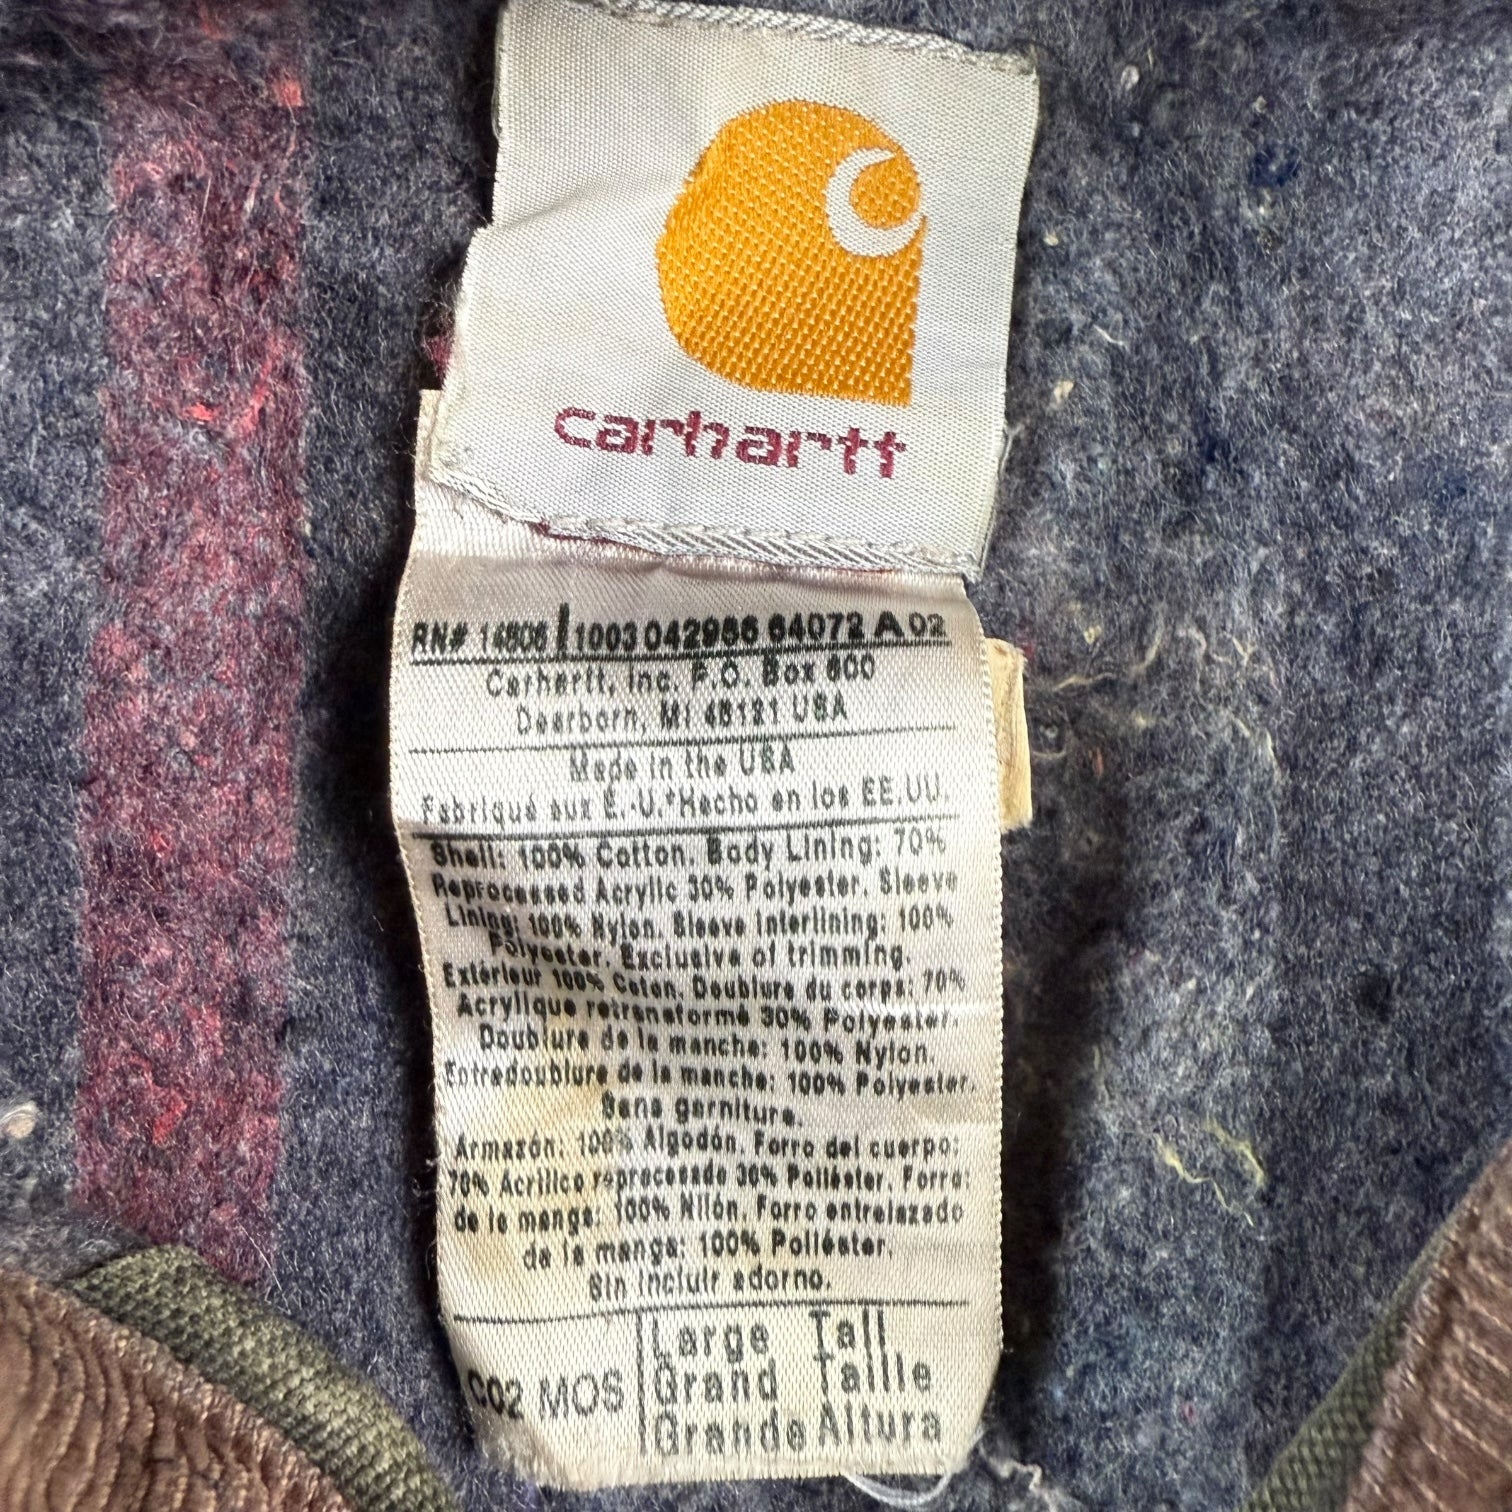 carhartt
RN# 14806 11003 042986 64072 A 02
Carhartt, Inc. P.O. Box 600
Dearborn, MI 48121 USA
Made in the USA
Fabriqué aux É.-U.*Hecho en los EE.UU.
Shell: 100% Cotton. Body Lining: 70%
Reprocessed Acrylic 30% Polyester. Sleeve
Lining: 100% Nylon. Sleeve Interlining: 100%
Polyester. Exclusive of trimming.
Extérieur 100% Coton. Doublure du corps: 70%
Acrylique retransformé 30% Polyester.
Doublure de la manche: 100% Nylon.
Entredoublure de la manche: 100% Polyester.
Sans garniture.
Armazón: 100% Algodón. Forro del cuerpo:
70% Acrilico reprocesado 30% Poliéster. Forro:
de la manga: 100% Nilón. Forro entrelazado
de la manga: 100% Poliéster.
Sin incluir adorno.
C02 MOS
Large Tall
Grand Taille
Grande Altura